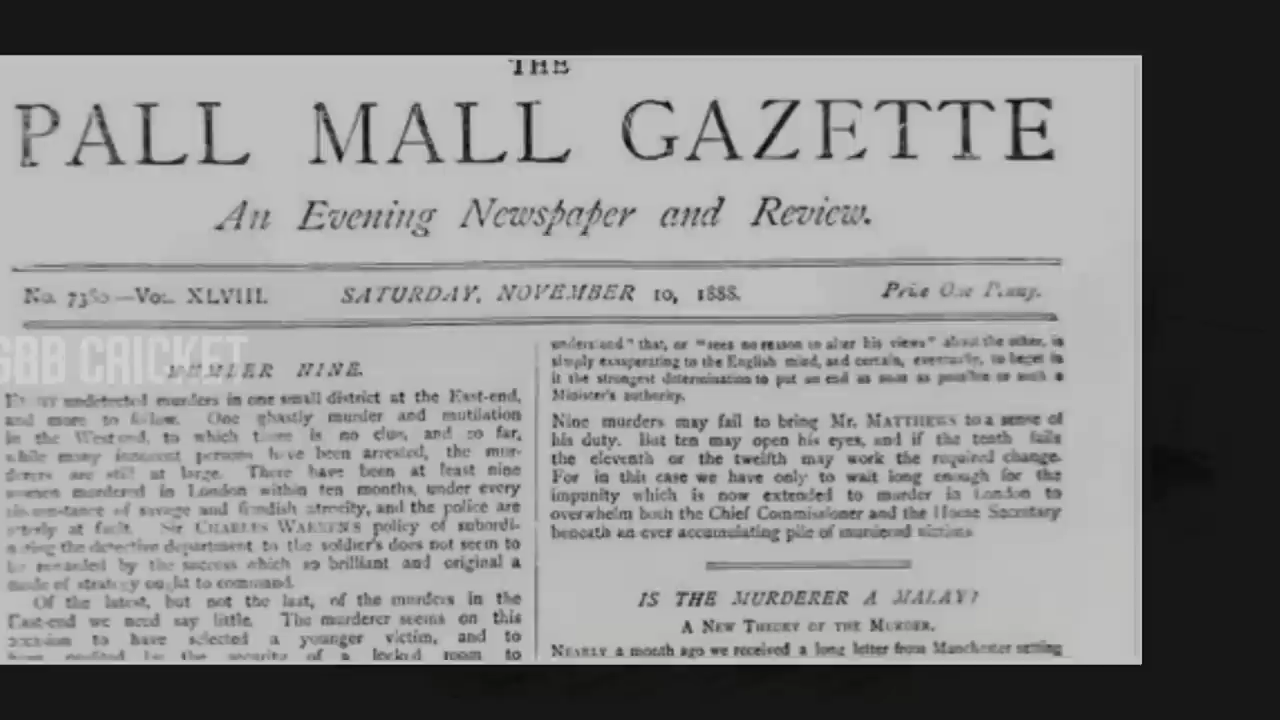 THE
PALL MALL GAZETTE
An Evening Newspaper and Review.
No. 7380—VOL. XLVIII. SATURDAY, NOVEMBER 10, 1888. Price One Penny.
GBB CRICKET
NUMBER NINE.
undetected murders in one small district at the East-end,
and more to follow. One ghastly murder and mutilation
in the West-end, to which there is no clue, and so far,
while many innocent persons have been arrested, the mur-
derers are still at large. There have been at least nine
women murdered in London within ten months, under every
circumstance of savage and fiendish atrocity, and the police are
utterly at fault. Sir CHARLES WARREN'S policy of subordi-
nating the detective department to the soldier's does not seem to
be rewarded by the success which so brilliant and original a
mode of strategy ought to command.
Of the latest, but not the last, of the murders in the
East-end we need say little. The murderer seems on this
occasion to have selected a younger victim, and to
have profited by the security of a locked room to
understand" that, or "sees no reason to alter his views" about the other, is
simply exasperating to the English mind, and certain, eventually, to beget in
it the strongest determination to put an end as soon as possible to such a
Minister's authority.
Nine murders may fail to bring Mr. MATTHEWS to a sense of
his duty. But ten may open his eyes, and if the tenth fails
the eleventh or the twelfth may work the required change.
For in this case we have only to wait long enough for the
impunity which is now extended to murder in London to
overwhelm both the Chief Commissioner and the Home Secretary
beneath an ever accumulating pile of murdered victims
IS THE MURDERER A MALAY?
A NEW THEORY OF THE MURDER.
NEARLY a month ago we received a long letter from Manchester setting